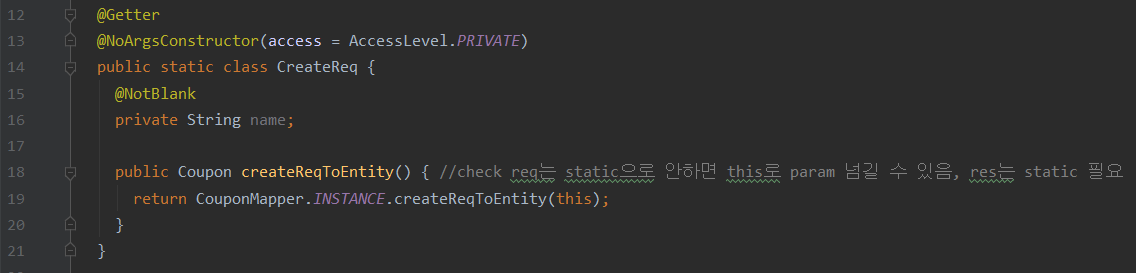 12 @Getter
13 @NoArgsConstructor(access = AccessLevel.PRIVATE)
14 public static class CreateReq {
15 @NotBlank
16 private String name;
17
18 public Coupon createReqToEntity() { //check req는 static으로 안하면 this로 param 넘길 수 있음, res는 static 필요
19 return CouponMapper.INSTANCE.createReqToEntity(this);
20 }
21 }